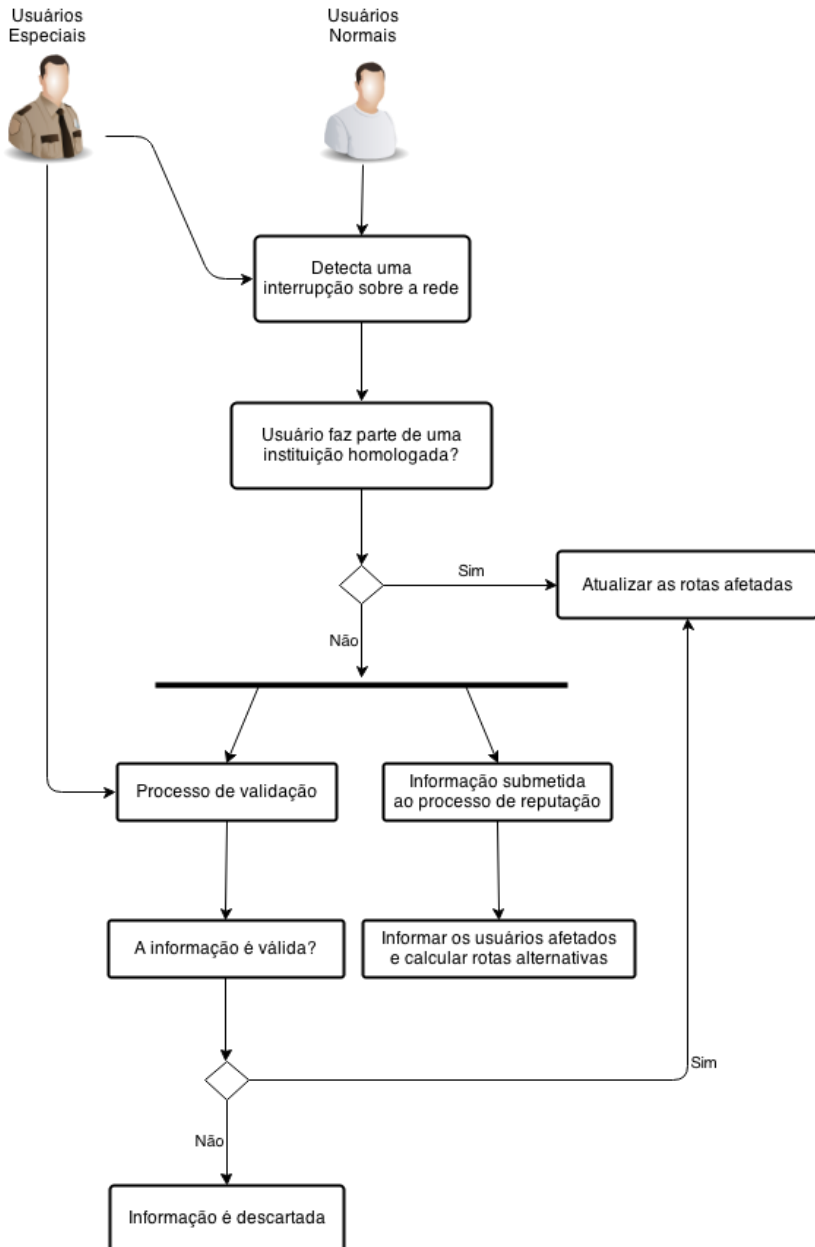 Usuários
Especiais
Usuários
Normais
Detecta uma
interrupção sobre a rede
Usuário faz parte de uma
instituição homologada?
Sim
Atualizar as rotas afetadas
Não
Processo de validação
Informação submetida
ao processo de reputação
A informação é válida?
Informar os usuários afetados
e calcular rotas alternativas
Sim
Não
Informação é descartada